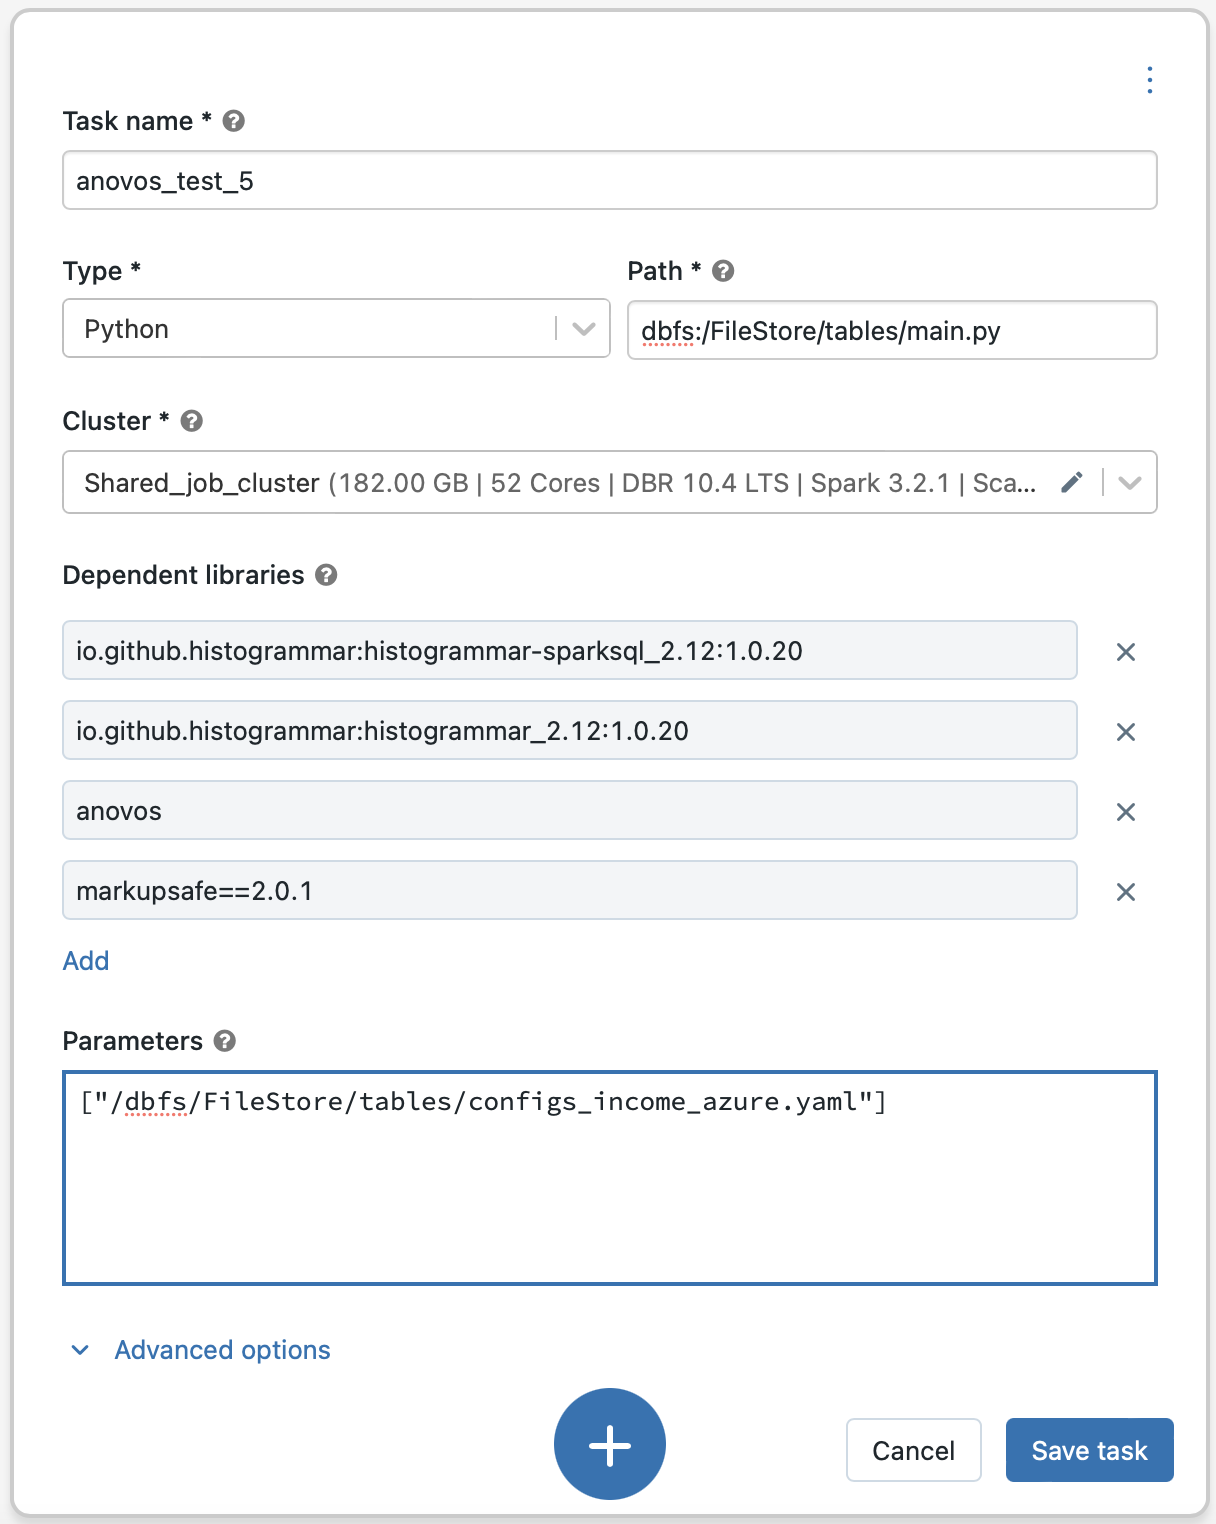 Task name *
anovos_test_5
Type *
Path *
Python
dbfs:/FileStore/tables/main.py
Cluster *
Shared_job_cluster (182.00 GB | 52 Cores | DBR 10.4 LTS | Spark 3.2.1 | Sca...
Dependent libraries
io.github.histogrammar:histogrammar-sparksql_2.12:1.0.20
io.github.histogrammar:histogrammar_2.12:1.0.20
anovos
markupsafe==2.0.1
Add
Parameters
["/dbfs/FileStore/tables/configs_income_azure.yaml"]
Advanced options
Cancel
Save task